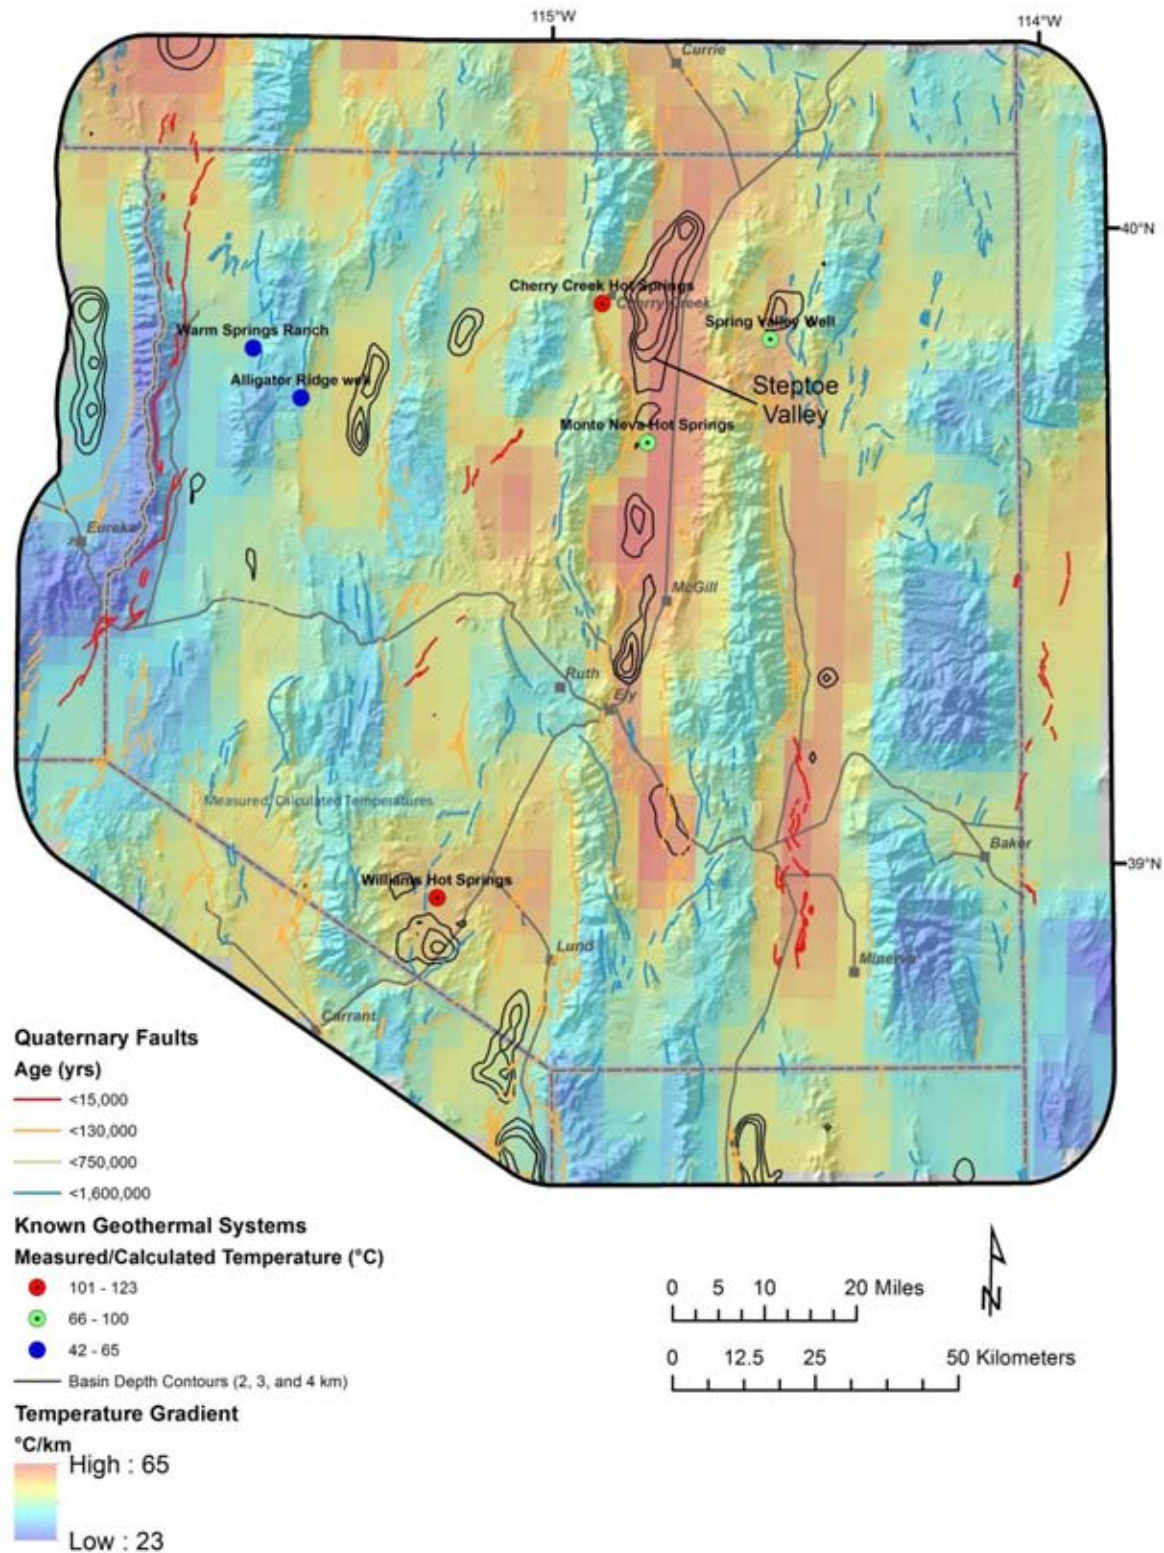 115°W
114°W
Currie
40°N
Cherry Creek Hot Springs
Cherry Creek
Spring Valley Well
Warm Springs Ranch
Alligator Ridge well
Steptoe
Valley
Monte Neva Hot Springs
Eureka
McGill
Ruth
Ely
Measured, Calculated Temperatures
Baker
39°N
Williams Hot Springs
Lund
Minerva
Currant
Quaternary Faults
Age (yrs)
<15,000
<130,000
<750,000
<1,600,000
Known Geothermal Systems
Measured/Calculated Temperature (°C)
101 - 123
66 - 100
42 - 65
Basin Depth Contours (2, 3, and 4 km)
Temperature Gradient
°C/km
High : 65
Low : 23
N
0 5 10 20 Miles
0 12.5 25 50 Kilometers